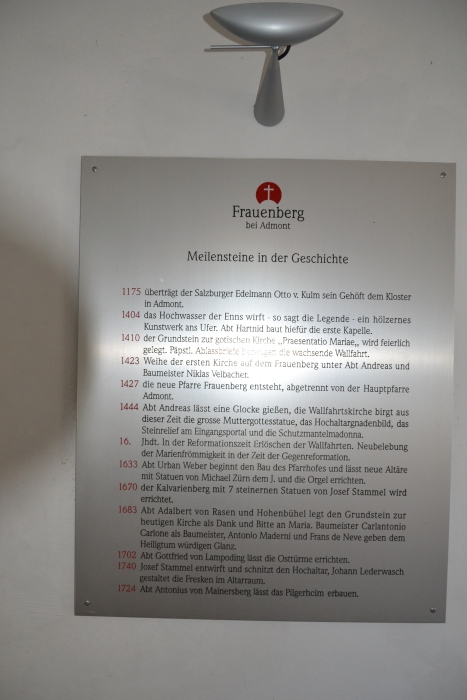 Frauenberg
bei Admont
Meilensteine in der Geschichte
1175 überträgt der Salzburger Edelmann Otto v. Kulm sein Gehöft dem Kloster
in Admont.
1404 das Hochwasser der Enns wirft - so sagt die Legende - ein hölzernes
Kunstwerk ans Ufer. Abt Hartnid baut hiefür die erste Kapelle.
1410 der Grundstein zur gotischen Kirche „Praesentatio Mariae„ wird feierlich
gelegt. Päpstl. Ablassbriefe die wachsende Wallfahrt.
1423 Weihe der ersten Kirche auf dem Frauenberg unter Abt Andreas und
Baumeister Niklas Velbacher.
1427 die neue Pfarre Frauenberg entsteht, abgetrennt von der Hauptpfarre
Admont.
1444 Abt Andreas lässt eine Glocke gießen, die Wallfahrtskirche birgt aus
dieser Zeit die grosse Muttergottesstatue, das Hochaltargnadenbild, das
Steinrelief am Eingangsportal und die Schutzmantelmadonna.
16. Jhdt. In der Reformationszeit Erlöschen der Wallfahrten. Neubelebung
der Marienfrömmigkeit in der Zeit der Gegenreformation.
1633 Abt Urban Weber beginnt den Bau des Pfarrhofes und lässt neue Altäre
mit Statuen von Michael Zürn dem J. und die Orgel errichten.
1670 der Kalvarienberg mit 7 steinernen Statuen von Josef Stammel wird
errichtet.
1683 Abt Adalbert von Rasen und Hohenbühel legt den Grundstein zur
heutigen Kirche als Dank und Bitte an Maria. Baumeister Carlantonio
Carlone als Baumeister, Antonio Maderni und Frans de Neve geben dem
Heiligtum würdigen Glanz.
1702 Abt Gottfried von Lampoding lässt die Osttürme errichten.
1740 Josef Stammel entwirft und schnitzt den Hochaltar, Johann Lederwasch
gestaltet die Fresken im Altarraum.
1724 Abt Antonius von Mainersberg lässt das Pilgerheim erbauen.